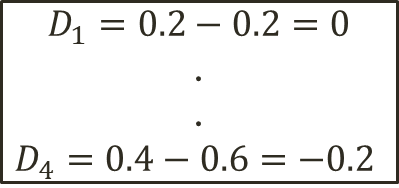 D₁ = 0.2 − 0.2 = 0
.
.
D₄ = 0.4 − 0.6 = −0.2